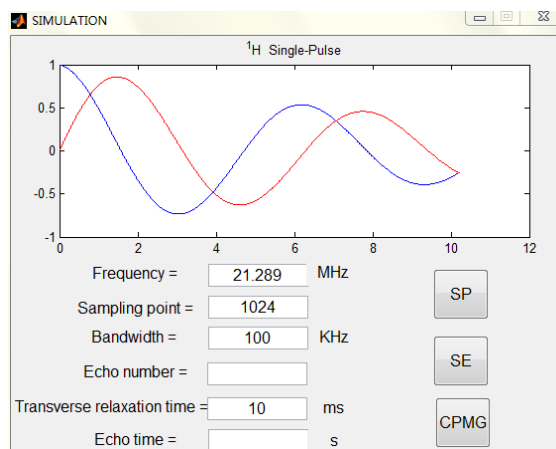 SIMULATION
¹H Single-Pulse
1
0.5
0
-0.5
-1
0 2 4 6 8 10 12
Frequency = 21.289 MHz
Sampling point = 1024
Bandwidth = 100 KHz
Echo number =
Transverse relaxation time = 10 ms
Echo time = s
SP
SE
CPMG